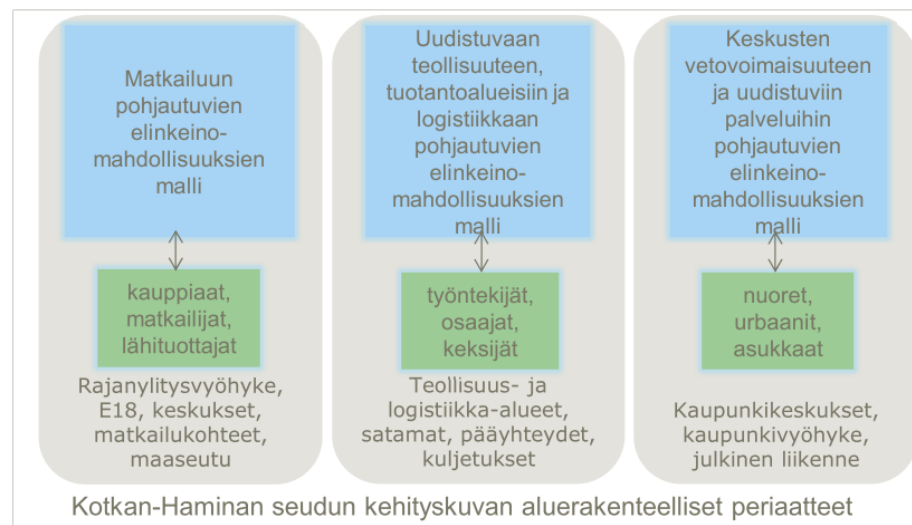 Matkailuun
pohjautuvien
elinkeino-
mahdollisuuksien
malli
kauppiaat,
matkailijat,
lähituottajat
Rajanylitysvyöhyke,
E18, keskukset,
matkailukohteet,
maaseutu
Uudistuvaan
teollisuuteen,
tuotantoalueisiin ja
logistiikkaan
pohjautuvien
elinkeino-
mahdollisuuksien
malli
työntekijät,
osaajat,
keksijät
Teollisuus- ja
logistiikka-alueet,
satamat, pääyhteydet,
kuljetukset
Keskusten
vetovoimaisuuteen
ja uudistuviin
palveluihin
pohjautuvien
elinkeino-
mahdollisuuksien
malli
nuoret,
urbaanit,
asukkaat
Kaupunkikeskukset,
kaupunkivyöhyke,
julkinen liikenne
Kotkan-Haminan seudun kehityskuvan aluerakenteelliset periaatteet